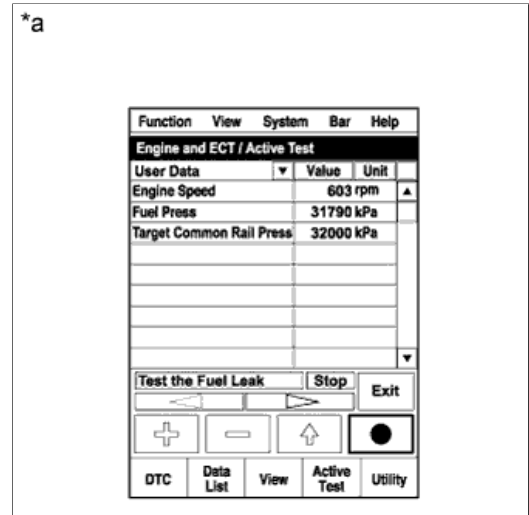 *a
Function View System Bar Help
Engine and ECT / Active Test
User Data Value Unit
Engine Speed 603 rpm
Fuel Press 31790 kPa
Target Common Rail Press 32000 kPa
Test the Fuel Leak Stop
Exit
DTC Data List View Active Test Utility